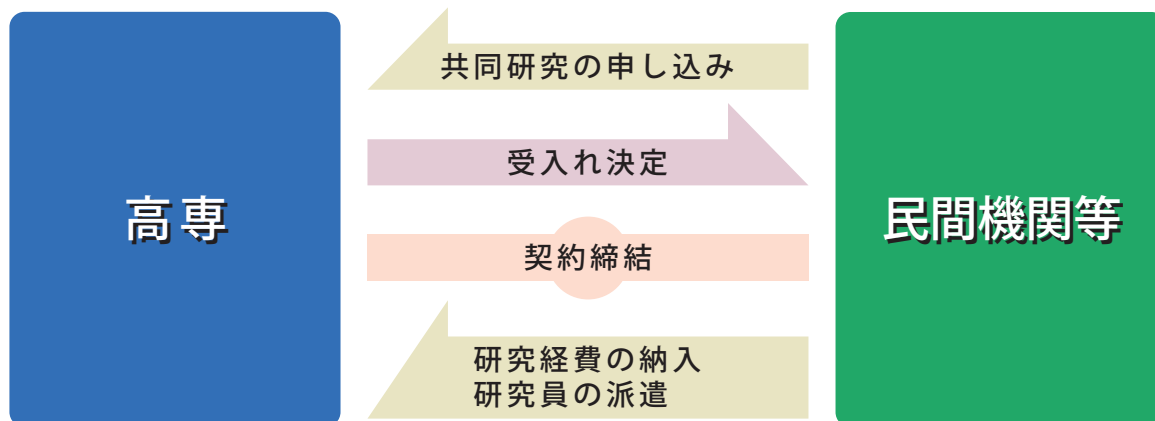 高専
共同研究の申し込み
受入れ決定
契約締結
研究経費の納入
研究員の派遣
民間機関等